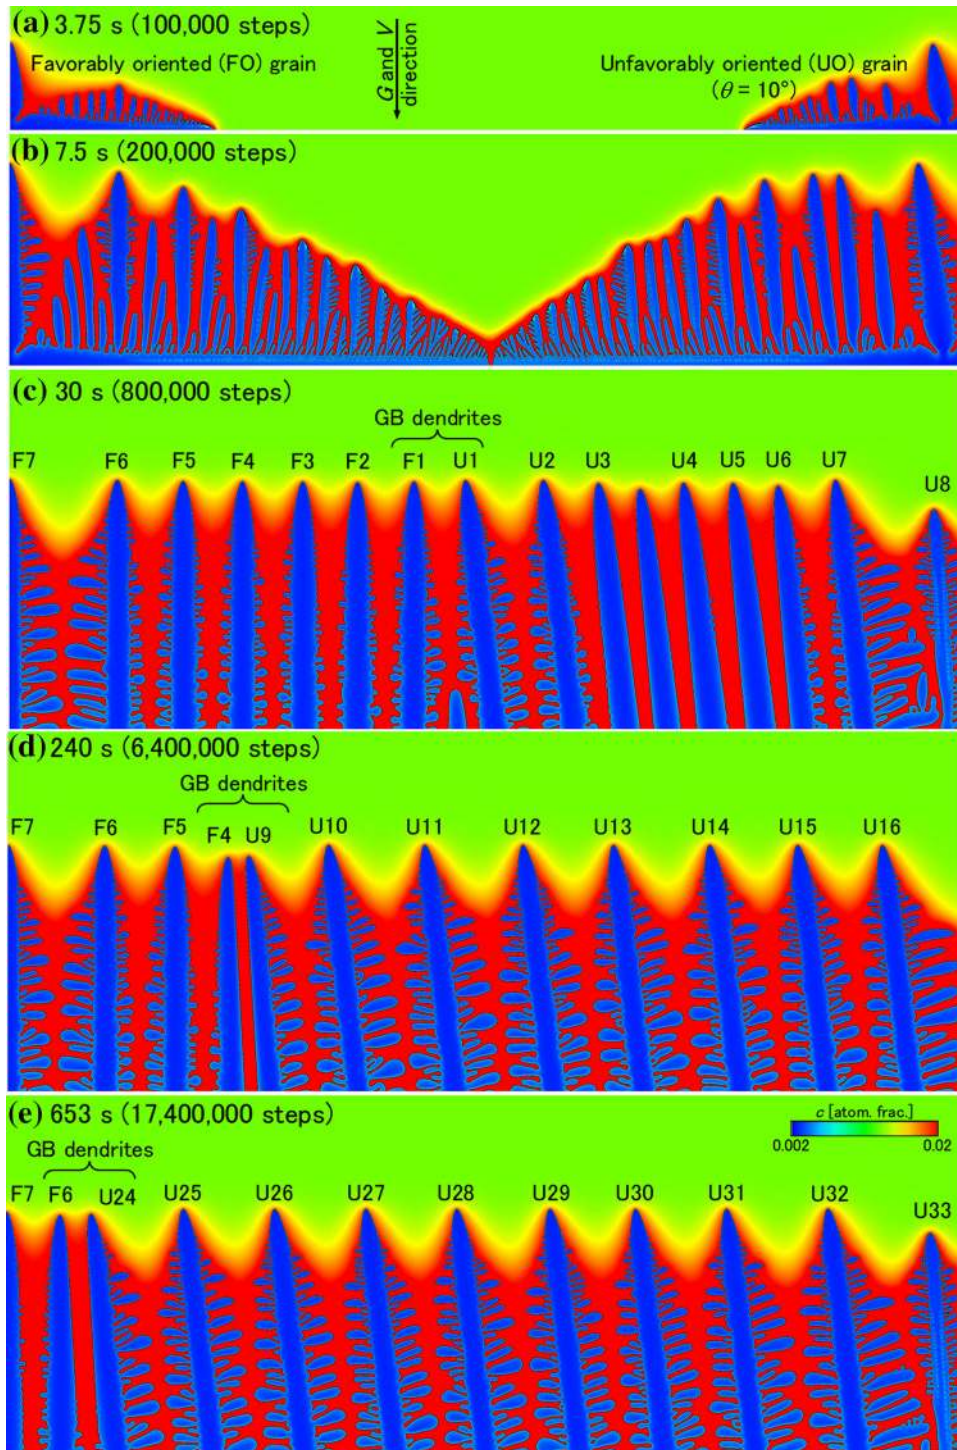 (a) 3.75 s (100,000 steps)
Favorably oriented (FO) grain
G and V
direction
Unfavorably oriented (UO) grain
(θ = 10°)
(b) 7.5 s (200,000 steps)
(c) 30 s (800,000 steps)
GB dendrites
F7 F6 F5 F4 F3 F2 F1 U1 U2 U3 U4 U5 U6 U7 U8
(d) 240 s (6,400,000 steps)
GB dendrites
F7 F6 F5 F4 U9 U10 U11 U12 U13 U14 U15 U16
(e) 653 s (17,400,000 steps)
c [atom. frac.]
0.002 0.02
GB dendrites
F7 F6 U24 U25 U26 U27 U28 U29 U30 U31 U32 U33